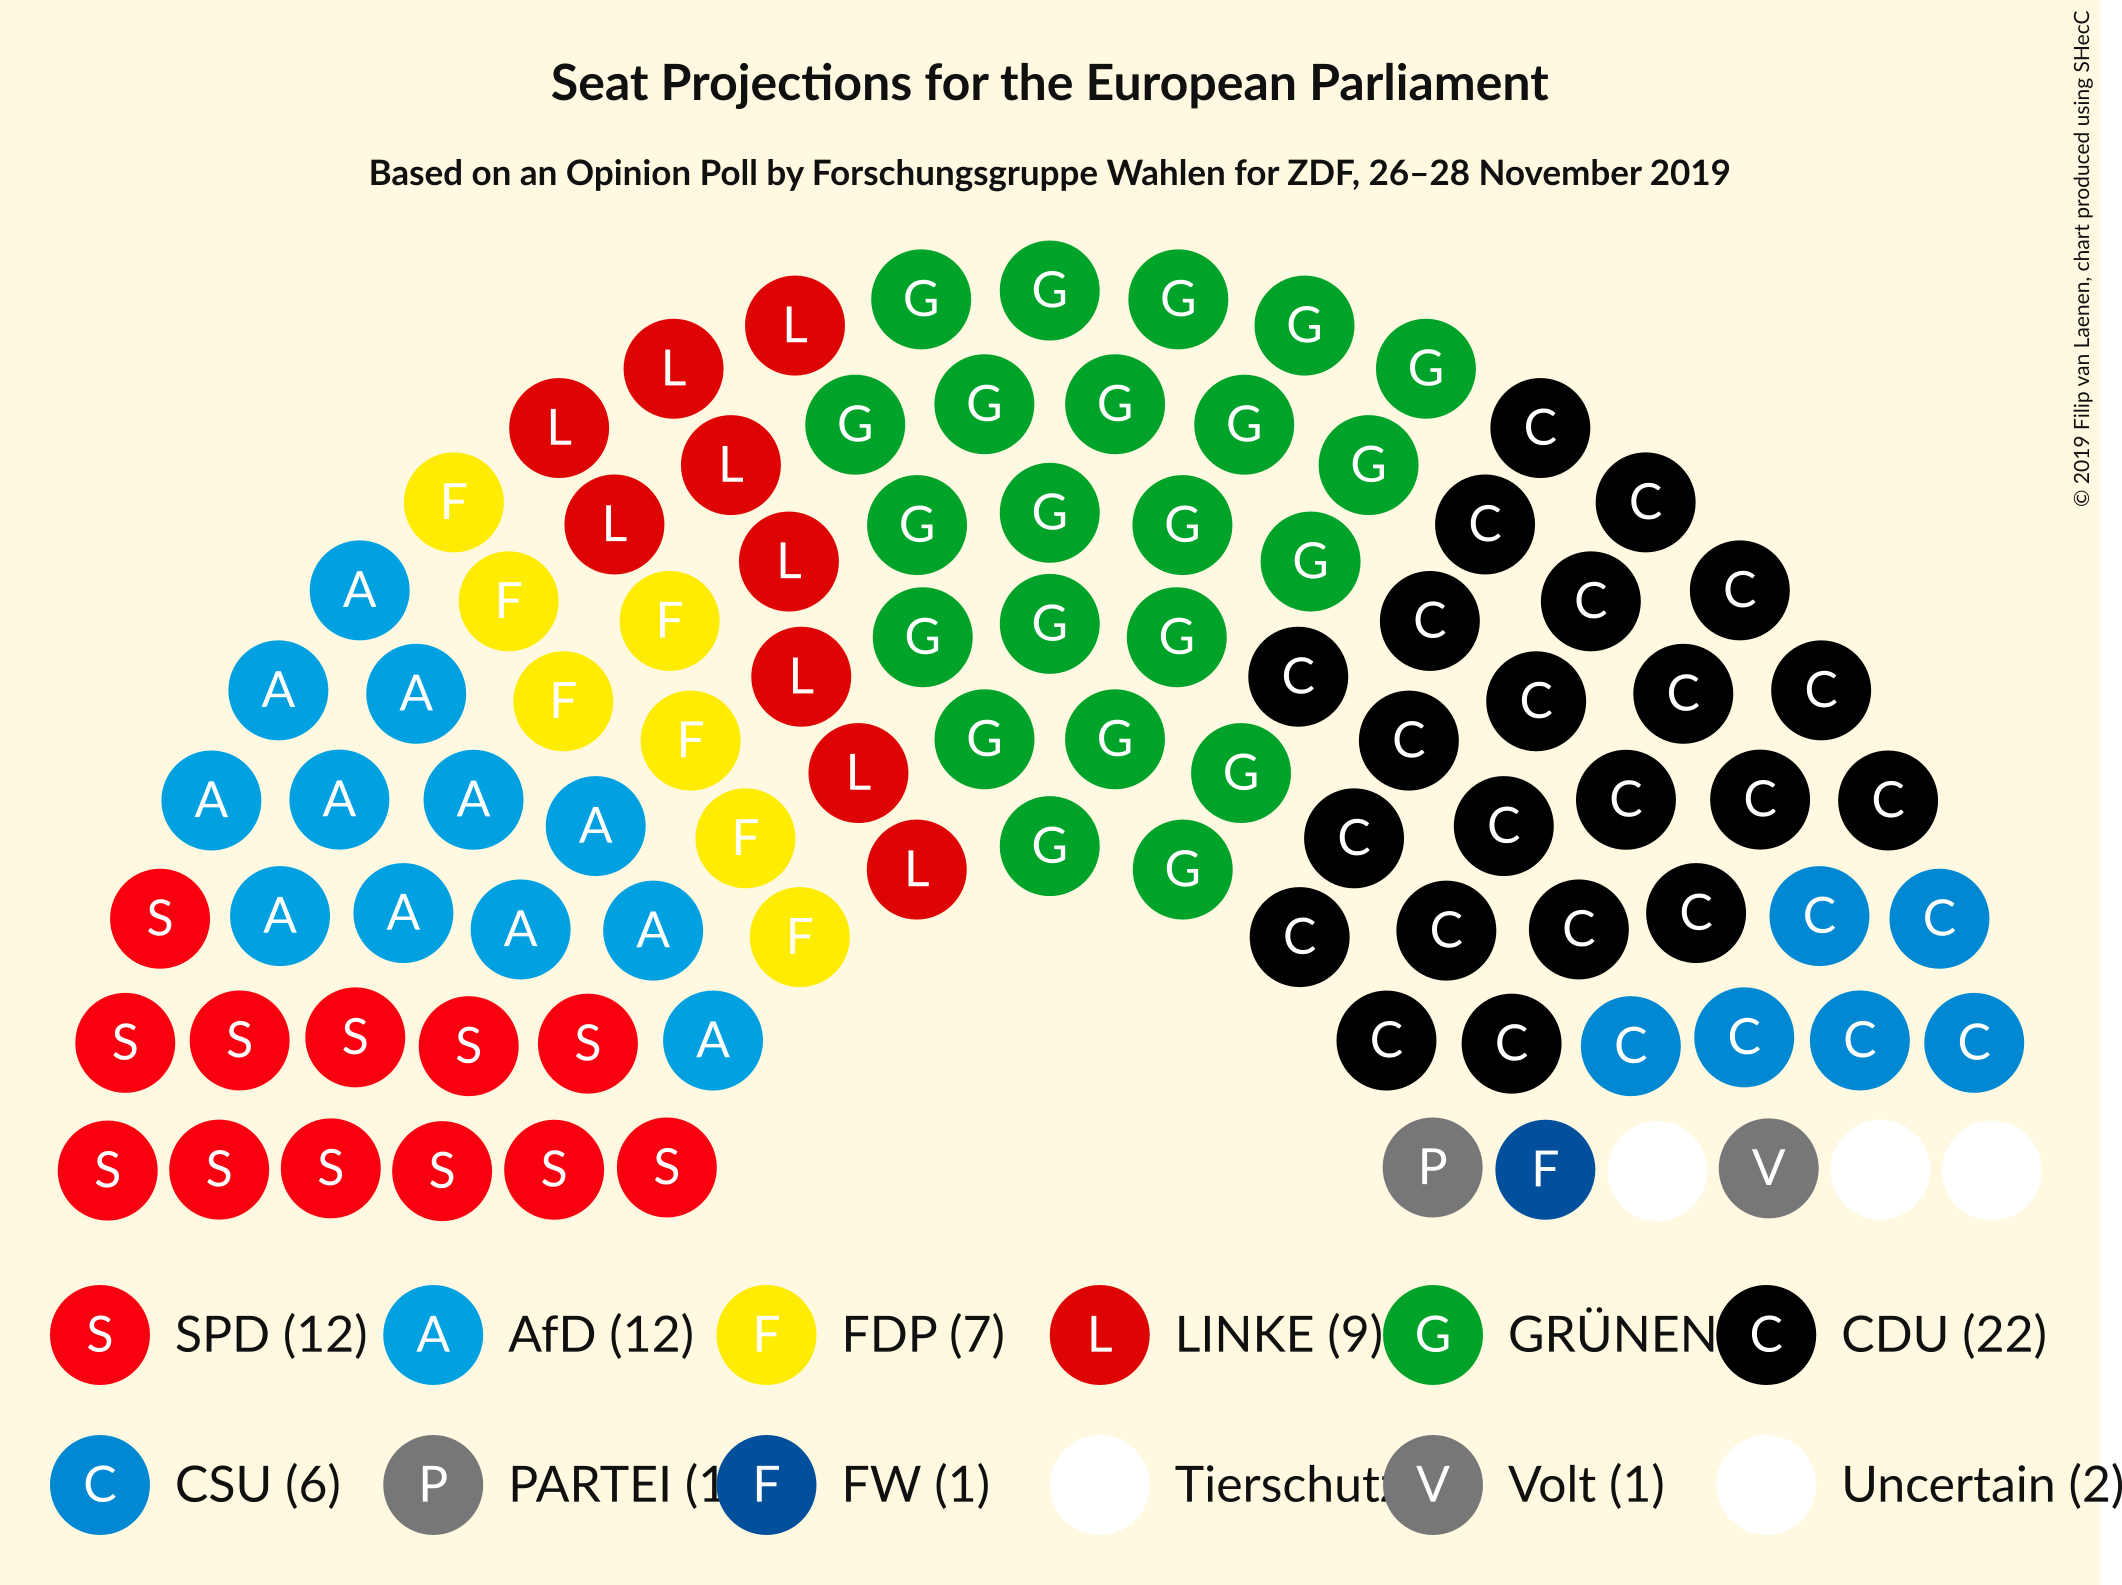 Seat Projections for the European Parliament
Based on an Opinion Poll by Forschungsgruppe Wahlen for ZDF, 26–28 November 2019
© 2019 Filip van Laenen, chart produced using SHecC
G G G
L G
L G
G G
L G G C
L G
F G C
L G G C
L G
A F F L G C C C
G G G
A A F L C C C C
F G G C
A A A L G C C C
A F C C
S A L G G C C
A A A F C C C C C
S S S S S A C C C C C C
S S S S S S P F V
S SPD (12) A AfD (12) F FDP (7) L LINKE (9) G GRÜNEN C CDU (22)
C CSU (6) P PARTEI (1 F FW (1) Tierschutz V Volt (1) Uncertain (2)